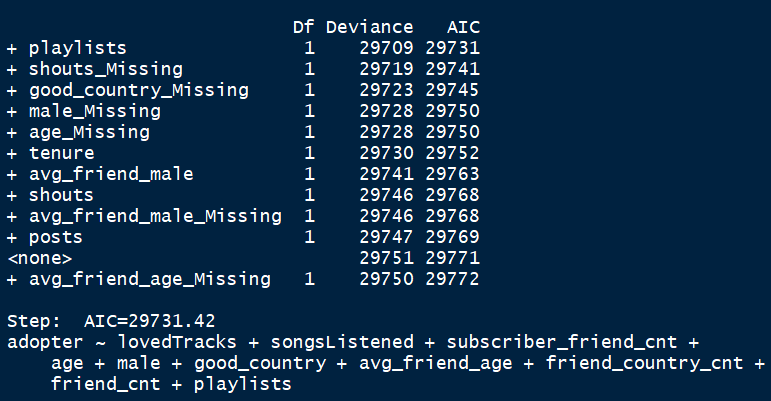 Df Deviance AIC
+ playlists 1 29709 29731
+ shouts_Missing 1 29719 29741
+ good_country_Missing 1 29723 29745
+ male_Missing 1 29728 29750
+ age_Missing 1 29728 29750
+ tenure 1 29730 29752
+ avg_friend_male 1 29741 29763
+ shouts 1 29746 29768
+ avg_friend_male_Missing 1 29746 29768
+ posts 1 29747 29769
<none> 29751 29771
+ avg_friend_age_Missing 1 29750 29772
Step: AIC=29731.42
adopter ~ lovedTracks + songsListened + subscriber_friend_cnt +
age + male + good_country + avg_friend_age + friend_country_cnt +
friend_cnt + playlists